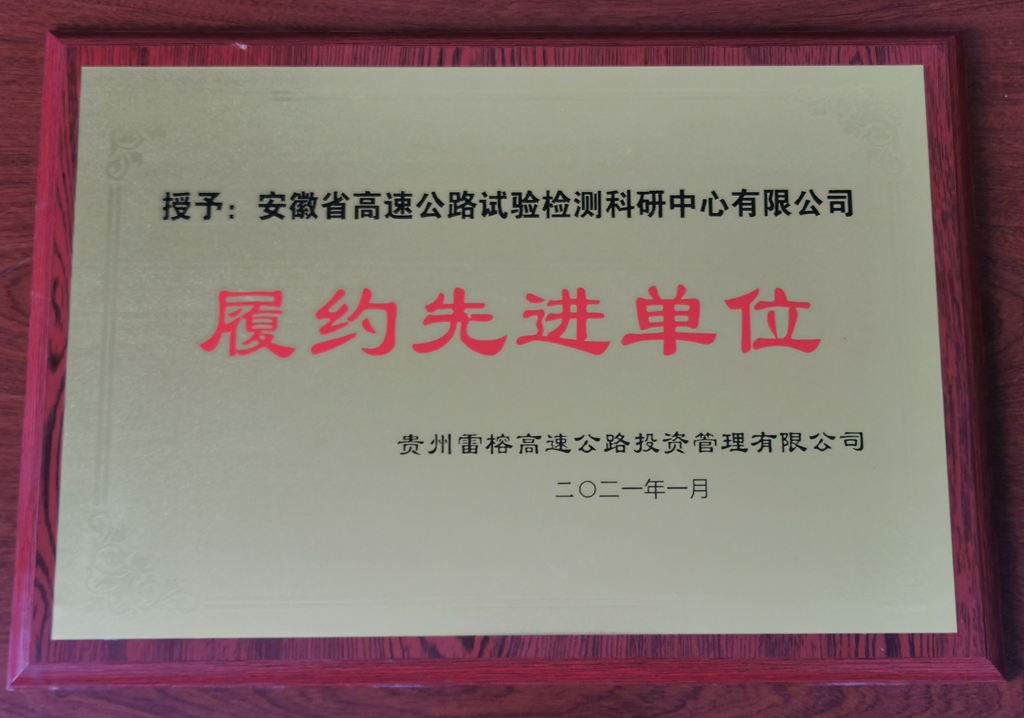 授予：安徽省高速公路试验检测科研中心有限公司
履约先进单位
贵州雷榕高速公路投资管理有限公司
二〇二一年一月